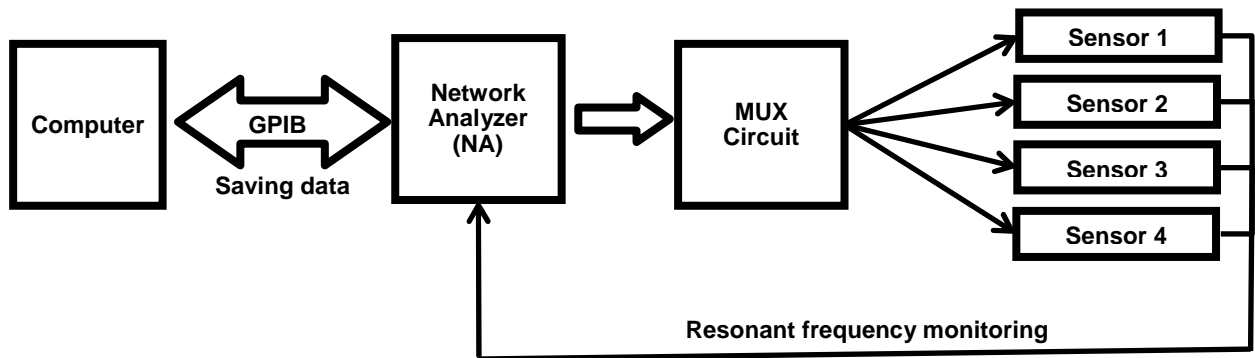 Computer
GPIB
Saving data
Network
Analyzer
(NA)
MUX
Circuit
Sensor 1
Sensor 2
Sensor 3
Sensor 4
Resonant frequency monitoring